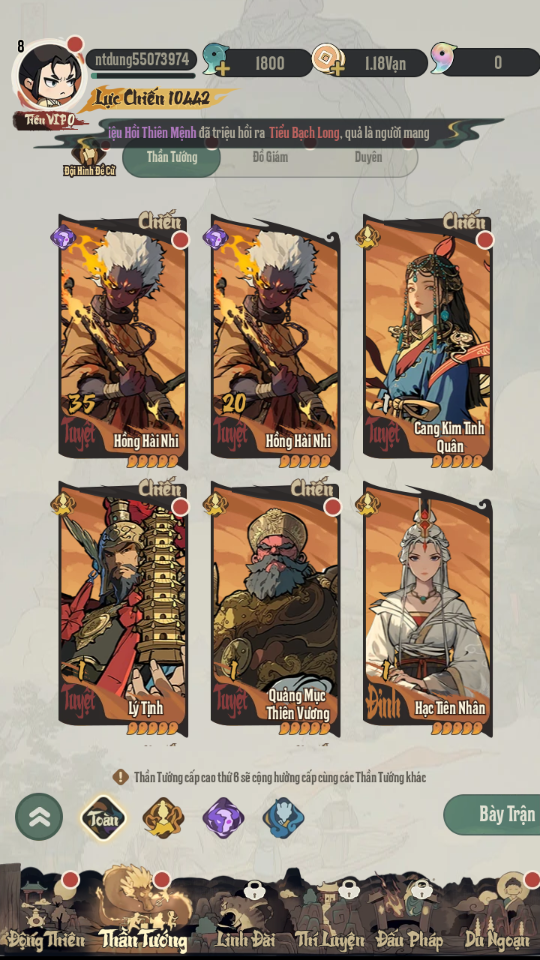 8
ntdung55073974
1800
1.18Vạn
0
Tiên VIP 0
Lực Chiến 10442
iệu Hồi Thiên Mệnh đã triệu hồi ra Tiểu Bạch Long, quả là người mang
Đội Hình Đề Cử
Thần Tướng
Đồ Giám
Duyên
Chiến
Chiến
35
20
1
Tuyệt
Hồng Hài Nhi
Tuyệt
Hồng Hài Nhi
Tuyệt
Cang Kim Tinh
Quân
Chiến
Chiến
1
1
1
Tuyệt
Lý Tịnh
Tuyệt
Quảng Mục
Thiên Vương
Đỉnh
Hạc Tiên Nhân
Thần Tướng cấp cao thứ 6 sẽ cộng hưởng cấp cùng các Thần Tướng khác
Toàn
Bày Trận
Động Thiên
Thần Tướng
Linh Đài
Thí Luyện
Đấu Pháp
Du Ngoạn